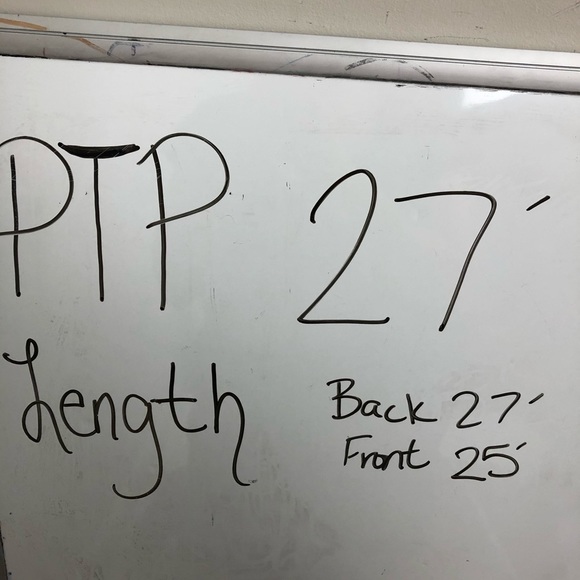 PTP 27'
Length
Back 27'
Front 25'